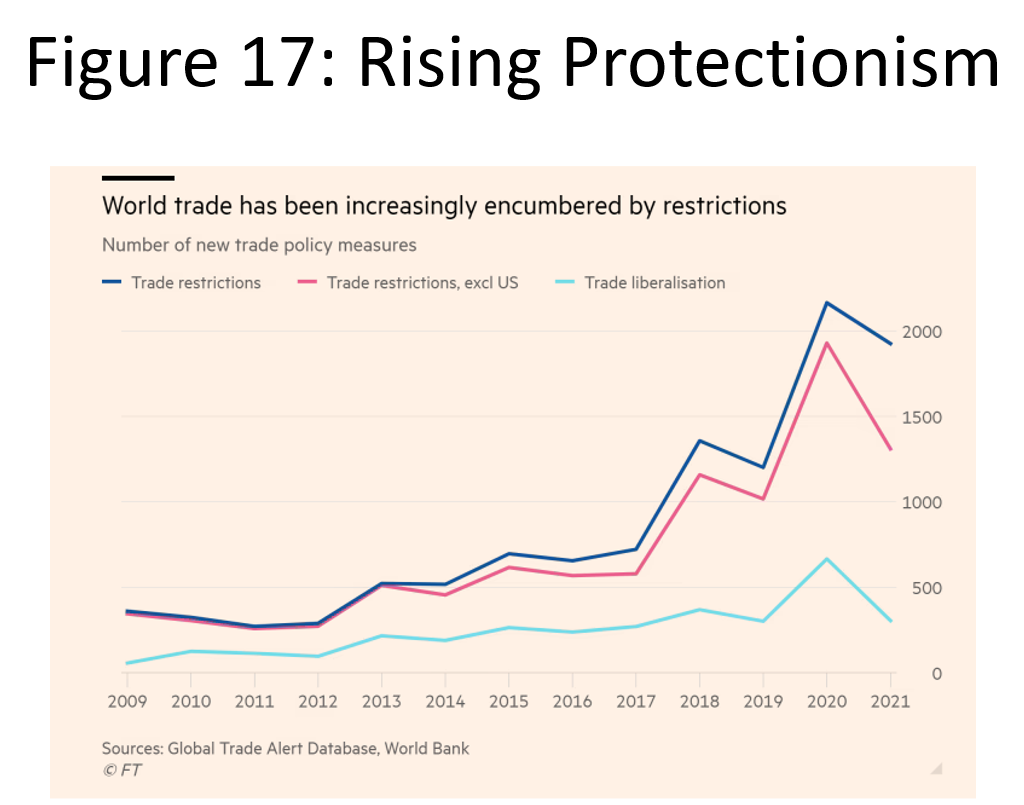 Figure 17: Rising Protectionism
World trade has been increasingly encumbered by restrictions
Number of new trade policy measures
Trade restrictions Trade restrictions, excl US Trade liberalisation
2000
1500
1000
500
0
2009 2010 2011 2012 2013 2014 2015 2016 2017 2018 2019 2020 2021
Sources: Global Trade Alert Database, World Bank
© FT